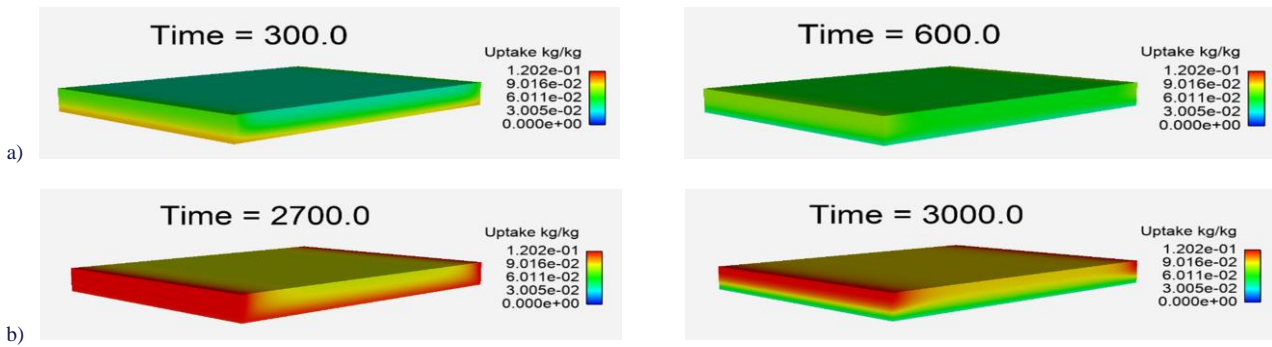 Time = 300.0
Uptake kg/kg
1.202e-01
9.016e-02
6.011e-02
3.005e-02
0.000e+00
Time = 600.0
Uptake kg/kg
1.202e-01
9.016e-02
6.011e-02
3.005e-02
0.000e+00
a)
Time = 2700.0
Uptake kg/kg
1.202e-01
9.016e-02
6.011e-02
3.005e-02
0.000e+00
Time = 3000.0
Uptake kg/kg
1.202e-01
9.016e-02
6.011e-02
3.005e-02
0.000e+00
b)